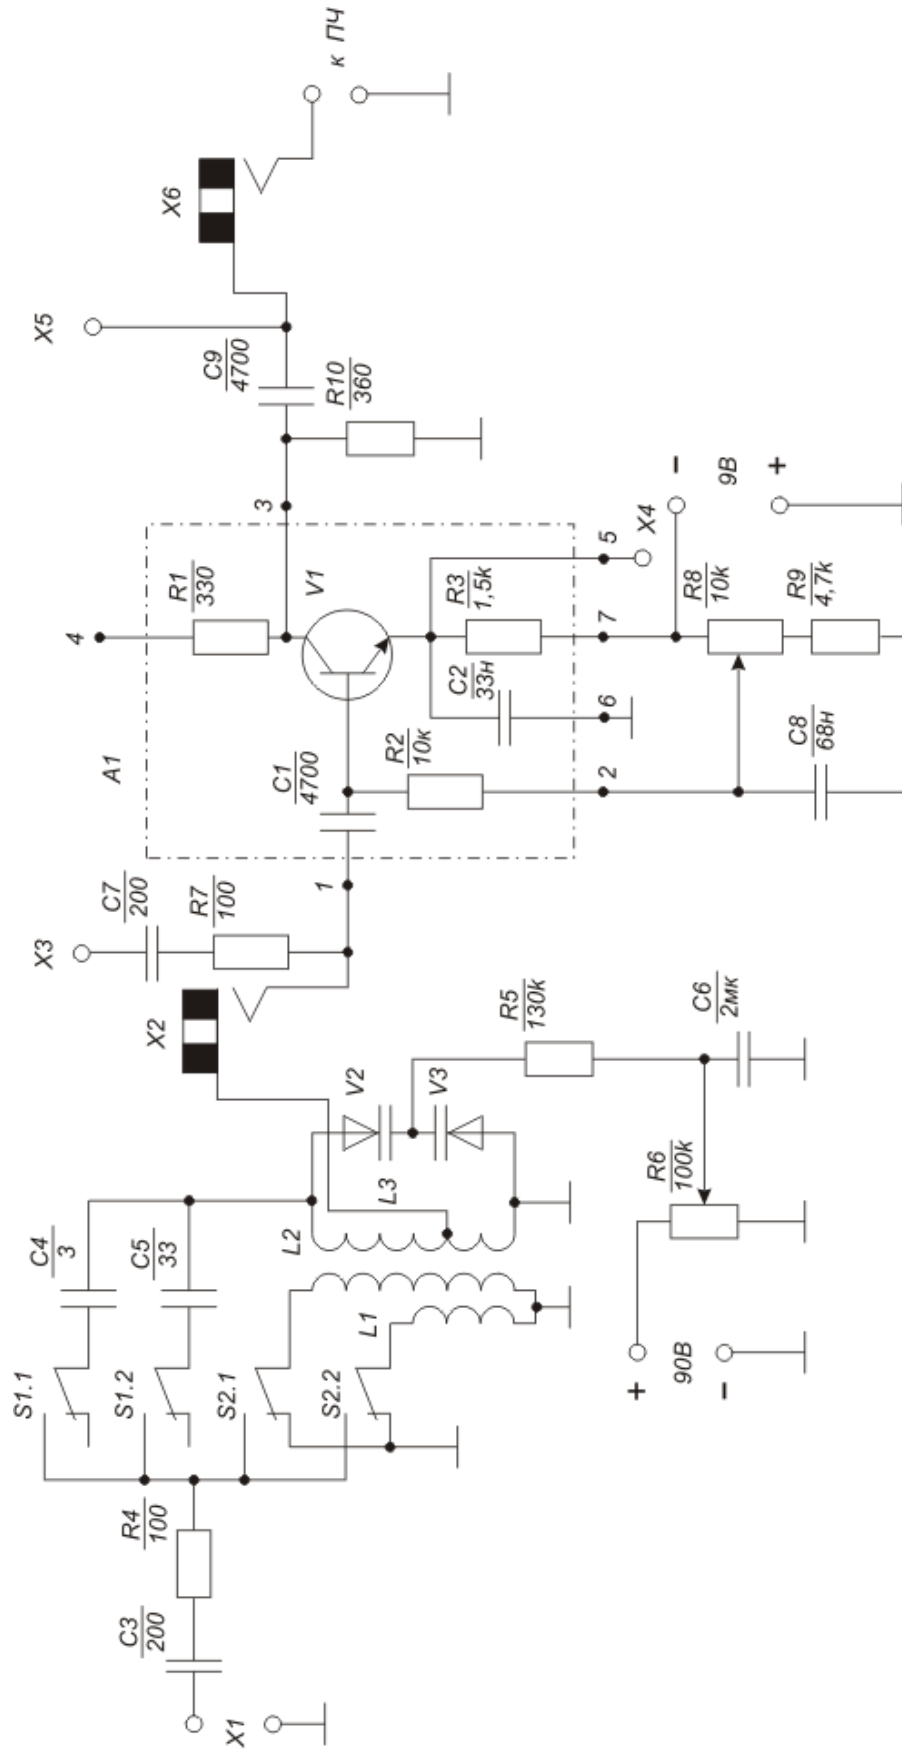 C3
200
R4
100
X1
S1.1
S1.2
S2.1
S2.2
C4
3
C5
33
L1
L2
L3
V2
V3
90В
+
−
R6
100k
R5
130k
C6
2мк
X2
X3
C7
200
R7
100
1
A1
C1
4700
R2
10к
2
C2
33н
6
R1
330
4
V1
R3
1,5k
7
5
X4
3
C8
68н
R8
10k
R9
4,7k
−
9В
+
X5
C9
4700
R10
360
X6
к ПЧ